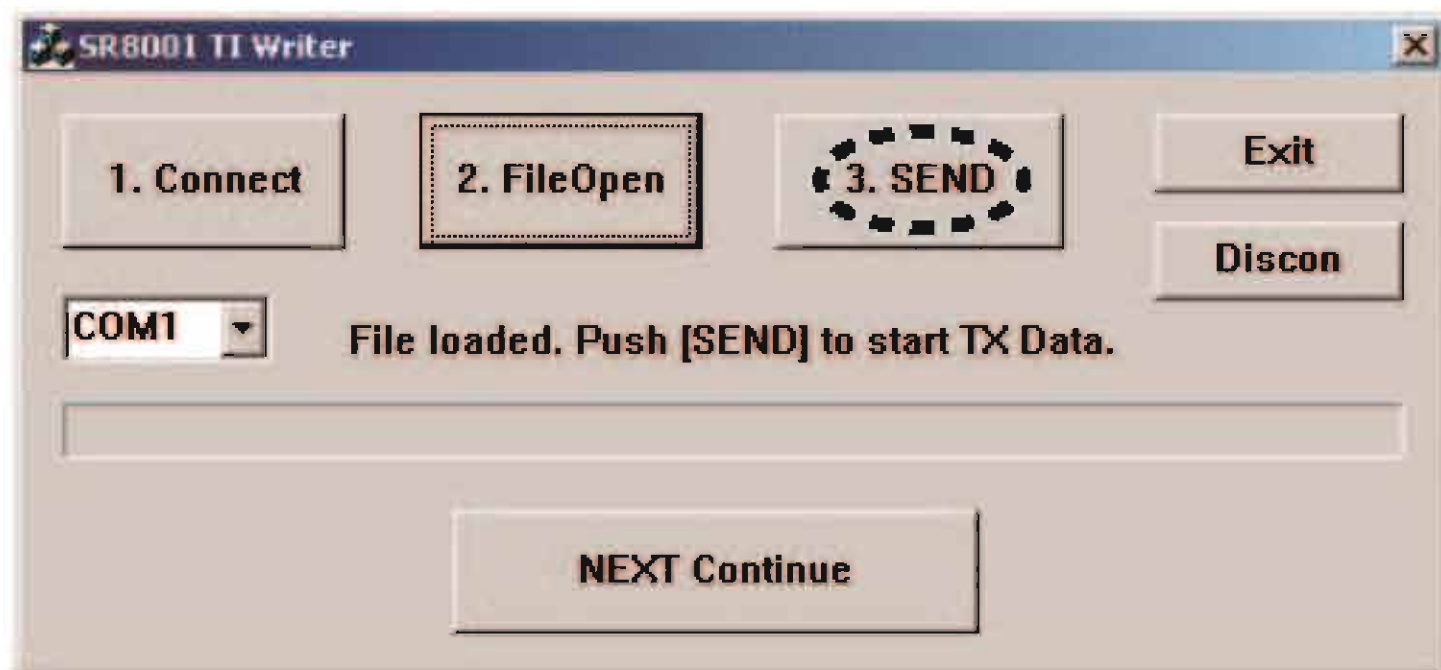 SR8001 TI Writer
1. Connect
2. FileOpen
3. SEND
Exit
Discon
COM1
File loaded. Push [SEND] to start TX Data.
NEXT Continue